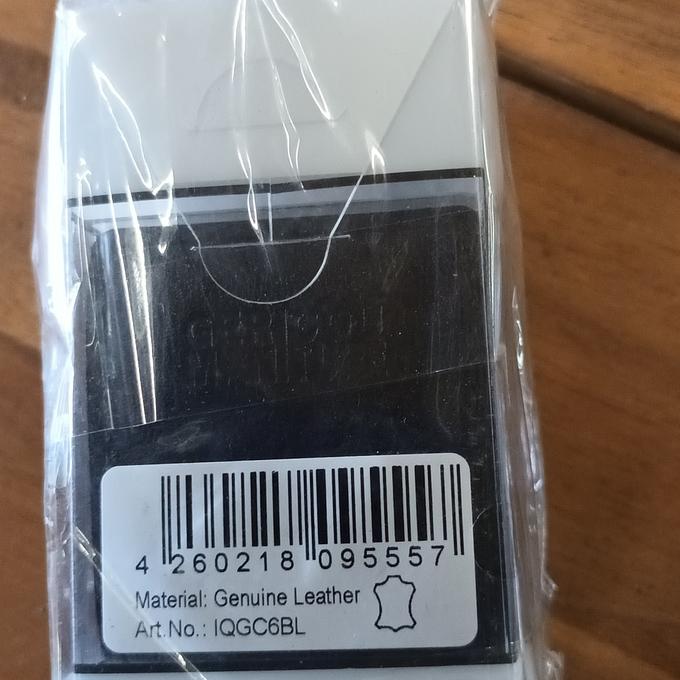 4 260218 095557
Material: Genuine Leather
Art.No.: IQGC6BL